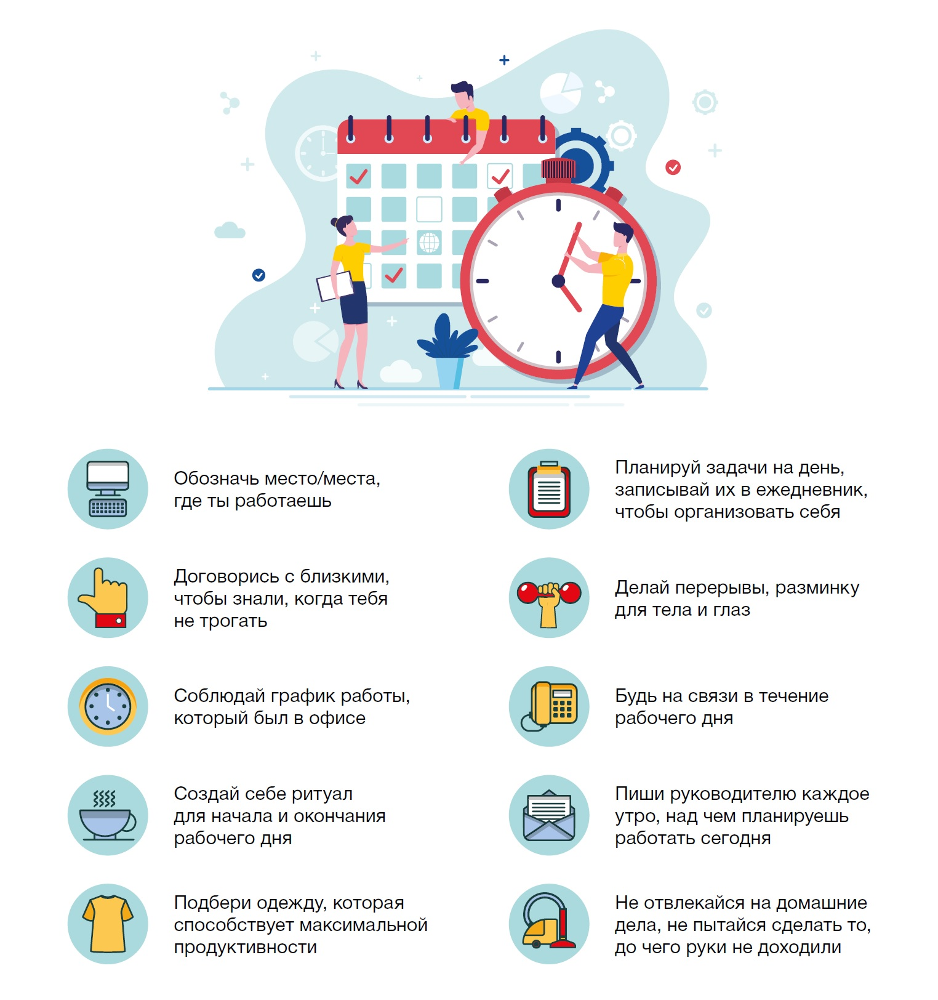 Обозначь место/места,
где ты работаешь
Договорись с близкими,
чтобы знали, когда тебя
не трогать
Соблюдай график работы,
который был в офисе
Создай себе ритуал
для начала и окончания
рабочего дня
Подбери одежду, которая
способствует максимальной
продуктивности
Планируй задачи на день,
записывай их в ежедневник,
чтобы организовать себя
Делай перерывы, разминку
для тела и глаз
Будь на связи в течение
рабочего дня
Пиши руководителю каждое
утро, над чем планируешь
работать сегодня
Не отвлекайся на домашние
дела, не пытайся сделать то,
до чего руки не доходили